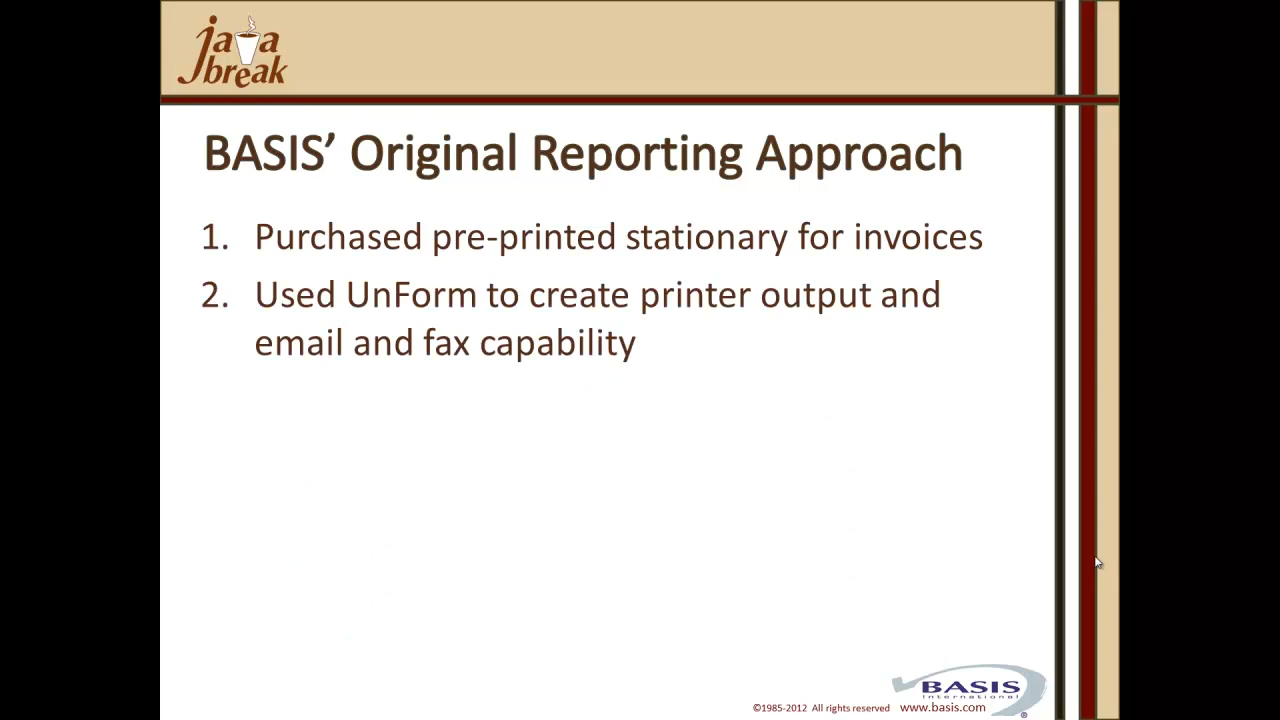 java
break
BASIS’ Original Reporting Approach
1. Purchased pre-printed stationary for invoices
2. Used UnForm to create printer output and
email and fax capability
BASIS
International
®
©1985-2012 All rights reserved www.basis.com